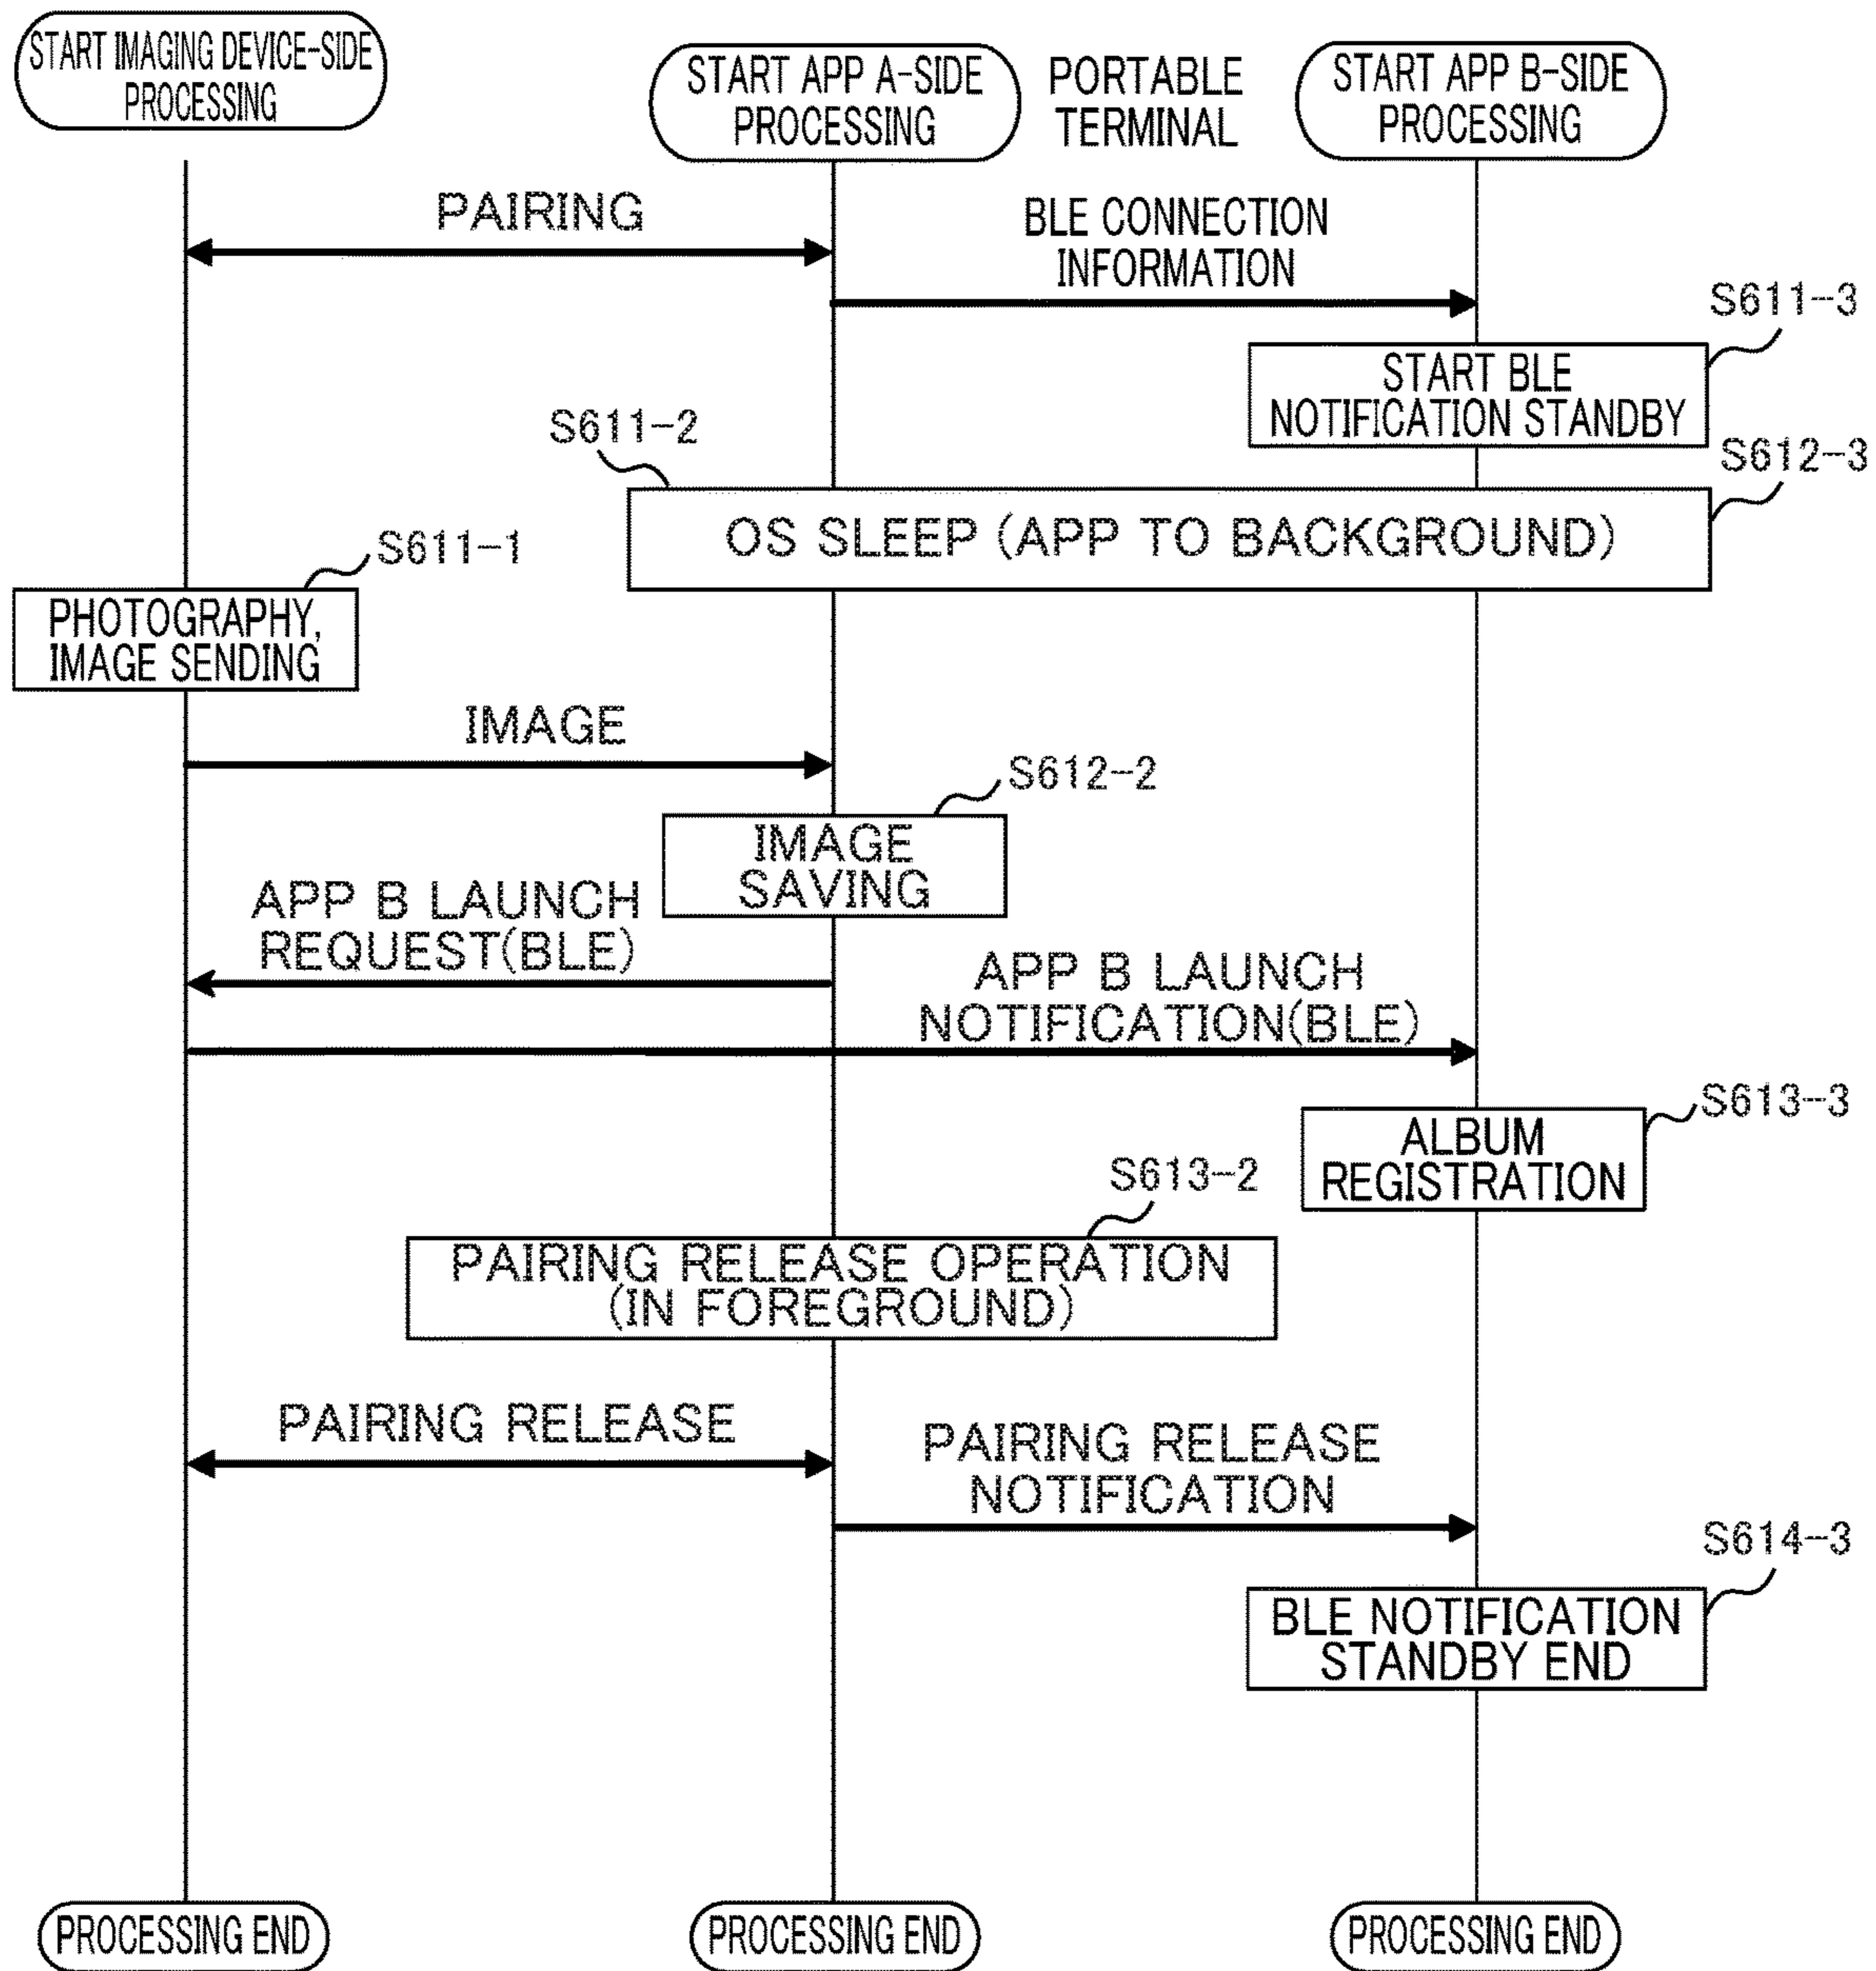 START IMAGING DEVICE-SIDE
PROCESSING
START APP A-SIDE
PROCESSING
PORTABLE
TERMINAL
START APP B-SIDE
PROCESSING
PAIRING
BLE CONNECTION
INFORMATION
S611-3
START BLE
NOTIFICATION STANDBY
S611-2
S612-3
OS SLEEP (APP TO BACKGROUND)
S611-1
PHOTOGRAPHY,
IMAGE SENDING
IMAGE
S612-2
IMAGE
SAVING
APP B LAUNCH
REQUEST(BLE)
APP B LAUNCH
NOTIFICATION(BLE)
S613-3
ALBUM
REGISTRATION
S613-2
PAIRING RELEASE OPERATION
(IN FOREGROUND)
PAIRING RELEASE
PAIRING RELEASE
NOTIFICATION
S614-3
BLE NOTIFICATION
STANDBY END
PROCESSING END
PROCESSING END
PROCESSING END